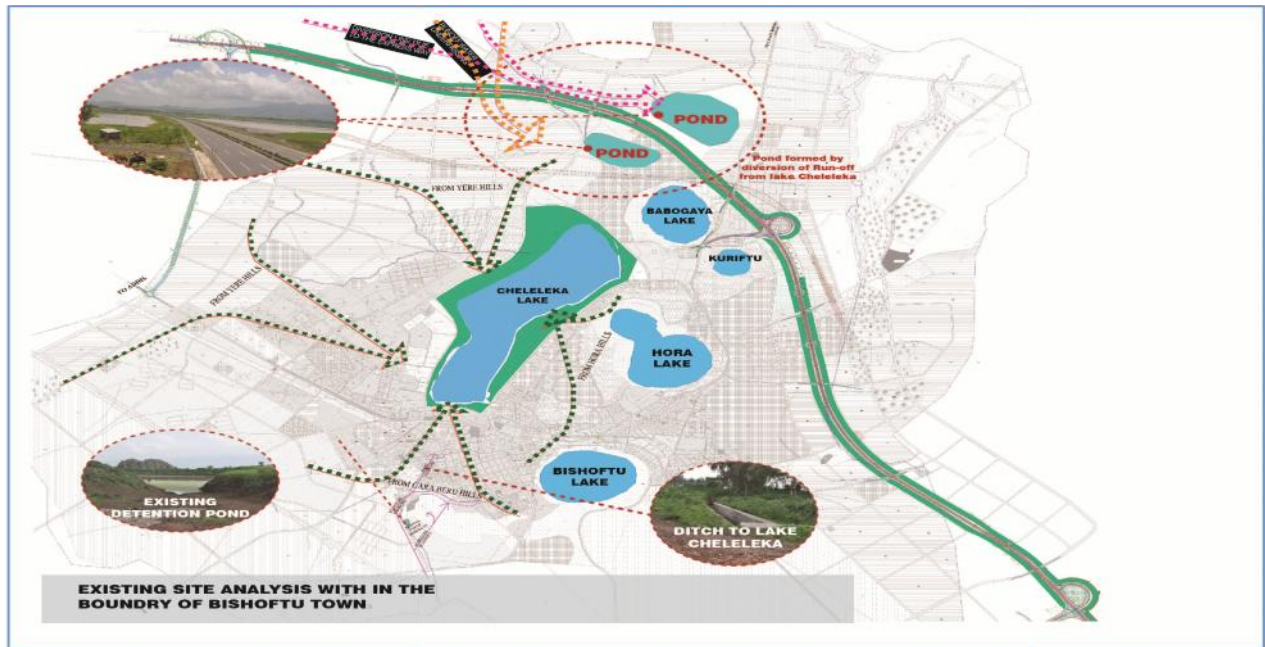 POND
POND
Pond formed by
diversion of Run-off
from lake Cheleleka
FROM YERE HILLS
BABOGAYA
LAKE
KURIFTU
TO ADDIS
FROM YERE HILLS
CHELELEKA
LAKE
FROM HORA HILLS
HORA
LAKE
BISHOFTU
LAKE
FROM GARA BERU HILLS
EXISTING
DETENTION POND
DITCH TO LAKE
CHELELEKA
EXISTING SITE ANALYSIS WITH IN THE
BOUNDRY OF BISHOFTU TOWN